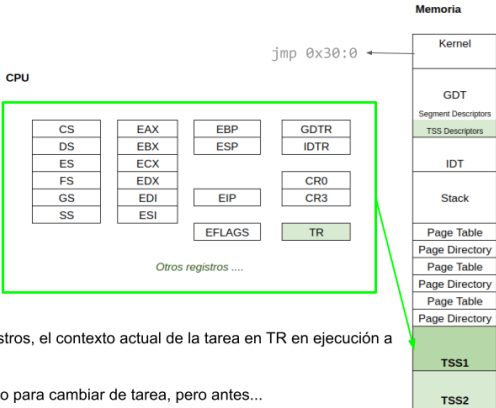 Memoria
Kernel
jmp 0x30:0
CPU
GDT
Segment Descriptors
TSS Descriptors
CS EAX EBP GDTR
DS EBX ESP IDTR
ES ECX
IDT
FS EDX CR0
GS EDI EIP CR3
Stack
SS ESI
EFLAGS TR
Page Table
Page Directory
Otros registros ....
Page Table
Page Directory
Page Table
Page Directory
stros, el contexto actual de la tarea en TR en ejecución a
TSS1
o para cambiar de tarea, pero antes...
TSS2